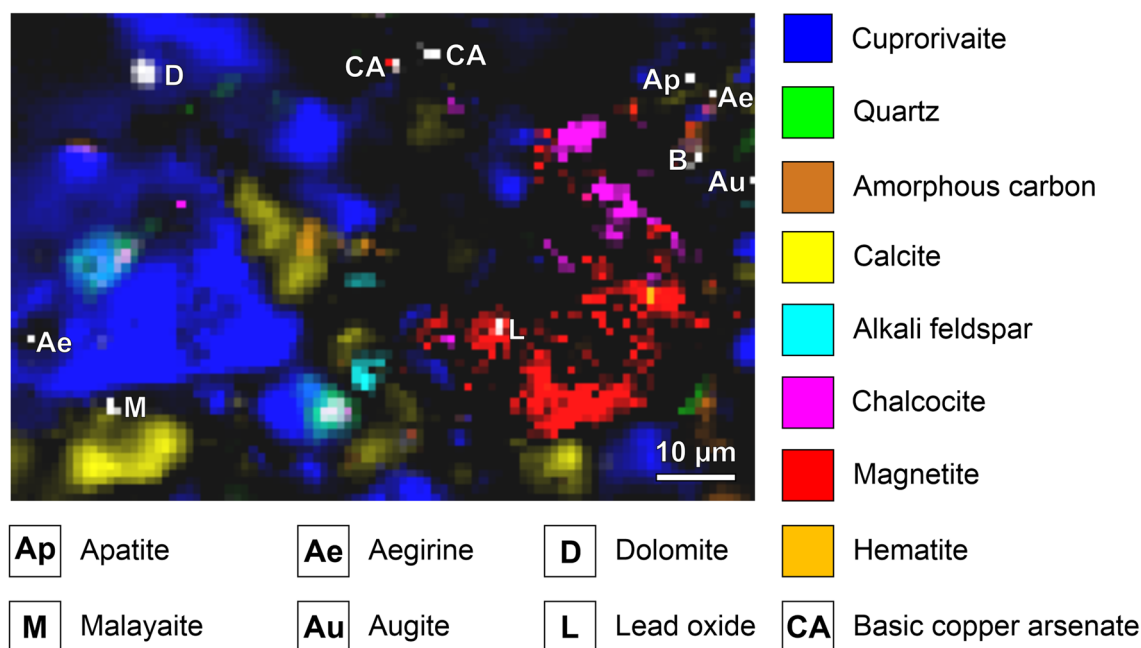 CA
CA
D
Ap
Ae
B
Au
Ae
L
M
10 µm
Cuprorivaite
Quartz
Amorphous carbon
Calcite
Alkali feldspar
Chalcocite
Magnetite
Ap Apatite
Ae Aegirine
D Dolomite
Hematite
M Malayaite
Au Augite
L Lead oxide
CA Basic copper arsenate